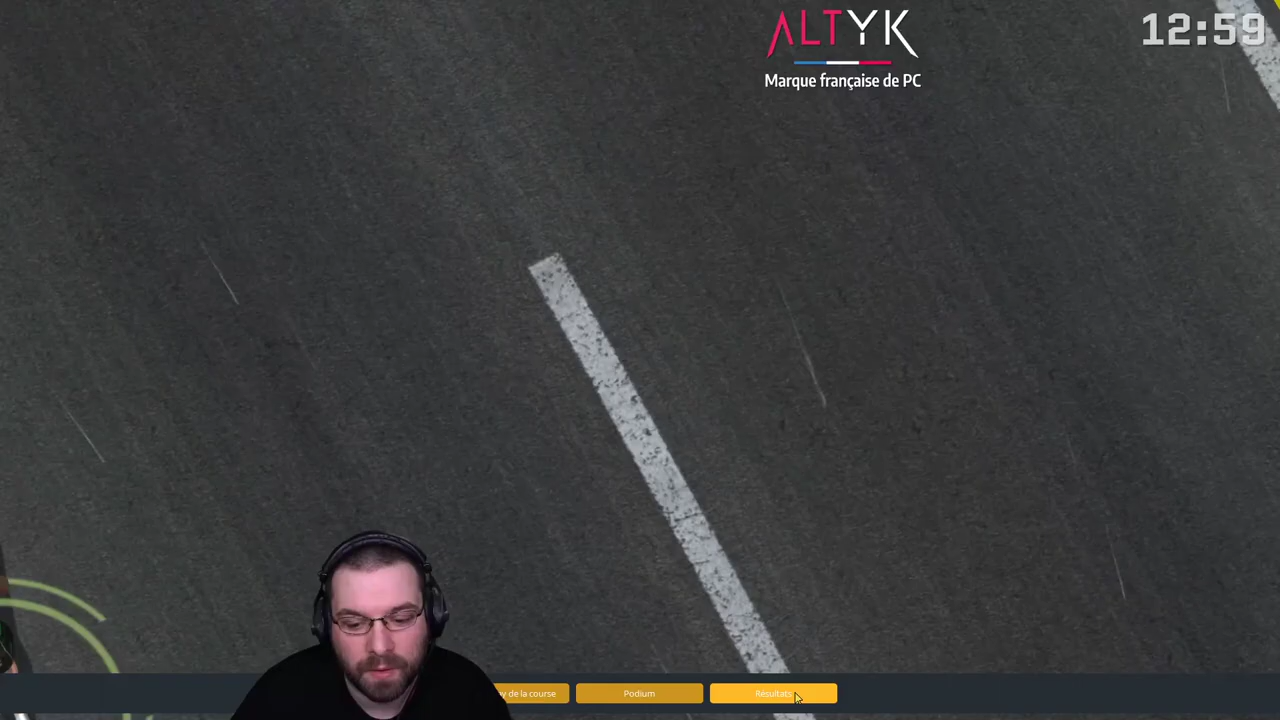 ALTYK
Marque française de PC
12:59
de la course
Podium
Résultats